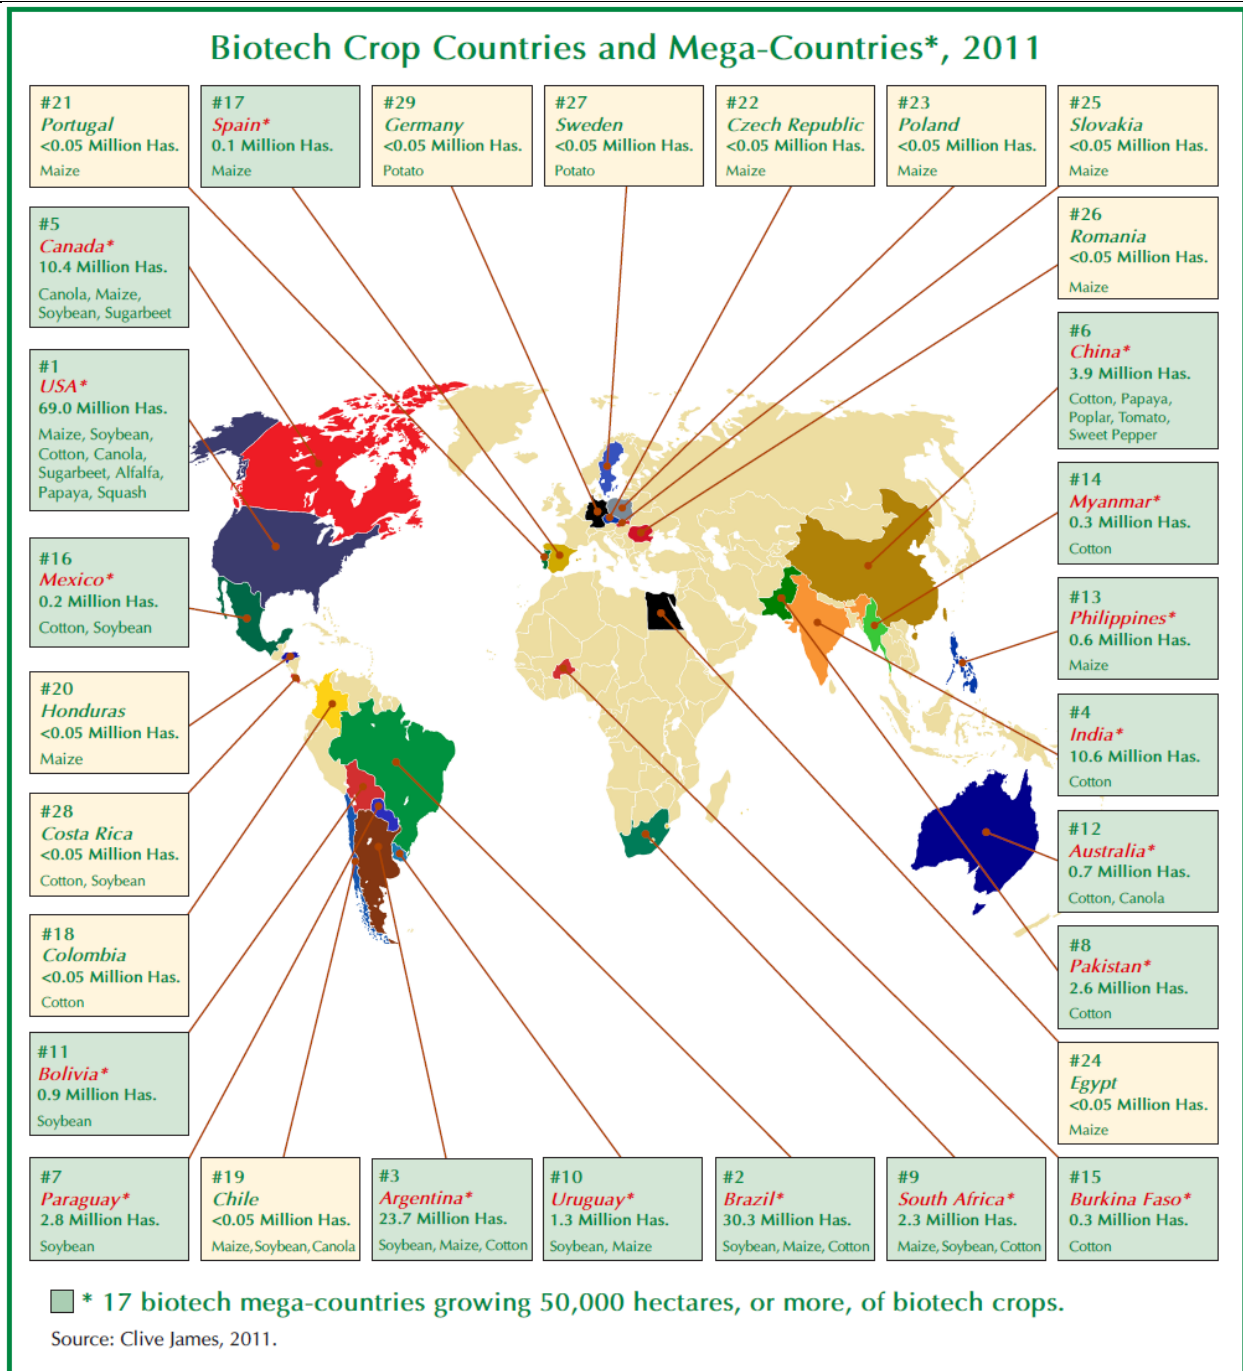 Biotech Crop Countries and Mega-Countries*, 2011
#21
Portugal
<0.05 Million Has.
Maize
#17
Spain*
0.1 Million Has.
Maize
#29
Germany
<0.05 Million Has.
Potato
#27
Sweden
<0.05 Million Has.
Potato
#22
Czech Republic
<0.05 Million Has.
Maize
#23
Poland
<0.05 Million Has.
Maize
#25
Slovakia
<0.05 Million Has.
Maize
#5
Canada*
10.4 Million Has.
Canola, Maize,
Soybean, Sugarbeet
#26
Romania
<0.05 Million Has.
Maize
#1
USA*
69.0 Million Has.
Maize, Soybean,
Cotton, Canola,
Sugarbeet, Alfalfa,
Papaya, Squash
#6
China*
3.9 Million Has.
Cotton, Papaya,
Poplar, Tomato,
Sweet Pepper
#14
Myanmar*
0.3 Million Has.
Cotton
#16
Mexico*
0.2 Million Has.
Cotton, Soybean
#13
Philippines*
0.6 Million Has.
Maize
#20
Honduras
<0.05 Million Has.
Maize
#4
India*
10.6 Million Has.
Cotton
#28
Costa Rica
<0.05 Million Has.
Cotton, Soybean
#12
Australia*
0.7 Million Has.
Cotton, Canola
#18
Colombia
<0.05 Million Has.
Cotton
#8
Pakistan*
2.6 Million Has.
Cotton
#11
Bolivia*
0.9 Million Has.
Soybean
#24
Egypt
<0.05 Million Has.
Maize
#7
Paraguay*
2.8 Million Has.
Soybean
#19
Chile
<0.05 Million Has.
Maize, Soybean, Canola
#3
Argentina*
23.7 Million Has.
Soybean, Maize, Cotton
#10
Uruguay*
1.3 Million Has.
Soybean, Maize
#2
Brazil*
30.3 Million Has.
Soybean, Maize, Cotton
#9
South Africa*
2.3 Million Has.
Maize, Soybean, Cotton
#15
Burkina Faso*
0.3 Million Has.
Cotton
* 17 biotech mega-countries growing 50,000 hectares, or more, of biotech crops.
Source: Clive James, 2011.